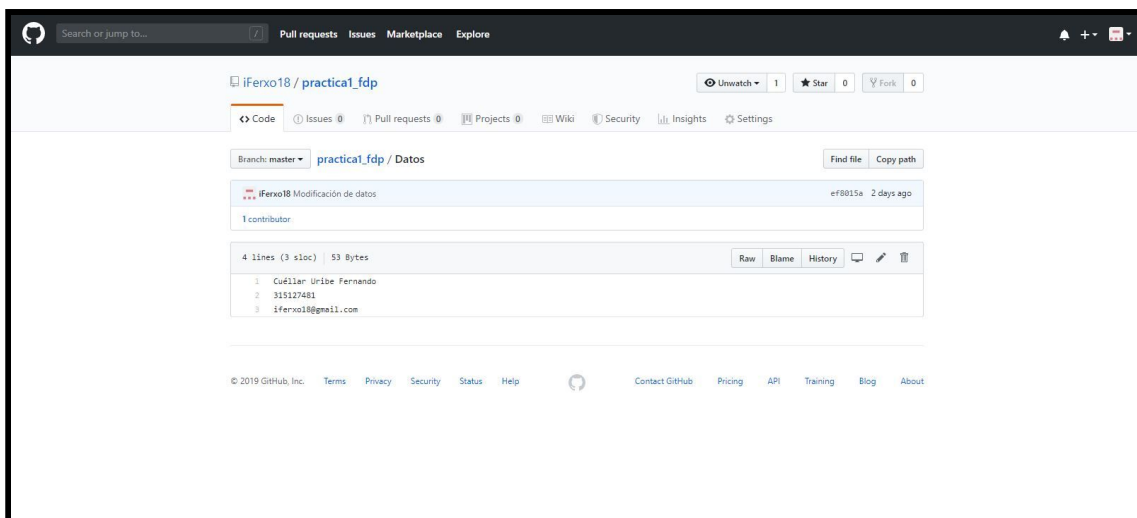 Search or jump to... / Pull requests Issues Marketplace Explore
iFerxo18 / practica1_fdp Unwatch 1 Star 0 Fork 0
Code Issues 0 Pull requests 0 Projects 0 Wiki Security Insights Settings
Branch: master practica1_fdp / Datos Find file Copy path
iFerxo18 Modificación de datos ef8015a 2 days ago
1 contributor
4 lines (3 sloc) 53 Bytes Raw Blame History
1 Cuéllar Uribe Fernando
2 315127481
3 iferxo18@gmail.com
© 2019 GitHub, Inc. Terms Privacy Security Status Help Contact GitHub Pricing API Training Blog About